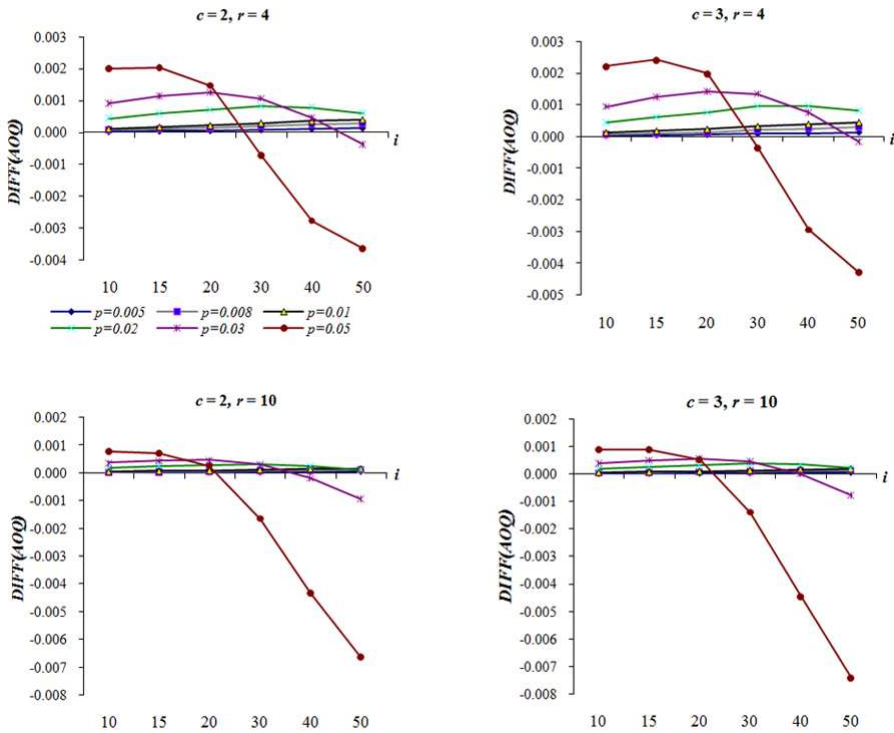 c = 2, r = 4
0.003
0.002
0.001
0.000
-0.001
-0.002
-0.003
-0.004
DIFF(AOQ)
i
10 15 20 30 40 50
p=0.005 p=0.008 p=0.01
p=0.02 p=0.03 p=0.05
c = 3, r = 4
0.003
0.002
0.001
0.000
-0.001
-0.002
-0.003
-0.004
-0.005
DIFF(AOQ)
i
10 15 20 30 40 50
c = 2, r = 10
0.002
0.001
0.000
-0.001
-0.002
-0.003
-0.004
-0.005
-0.006
-0.007
-0.008
DIFF(AOQ)
i
10 15 20 30 40 50
c = 3, r = 10
0.002
0.001
0.000
-0.001
-0.002
-0.003
-0.004
-0.005
-0.006
-0.007
-0.008
DIFF(AOQ)
i
10 15 20 30 40 50